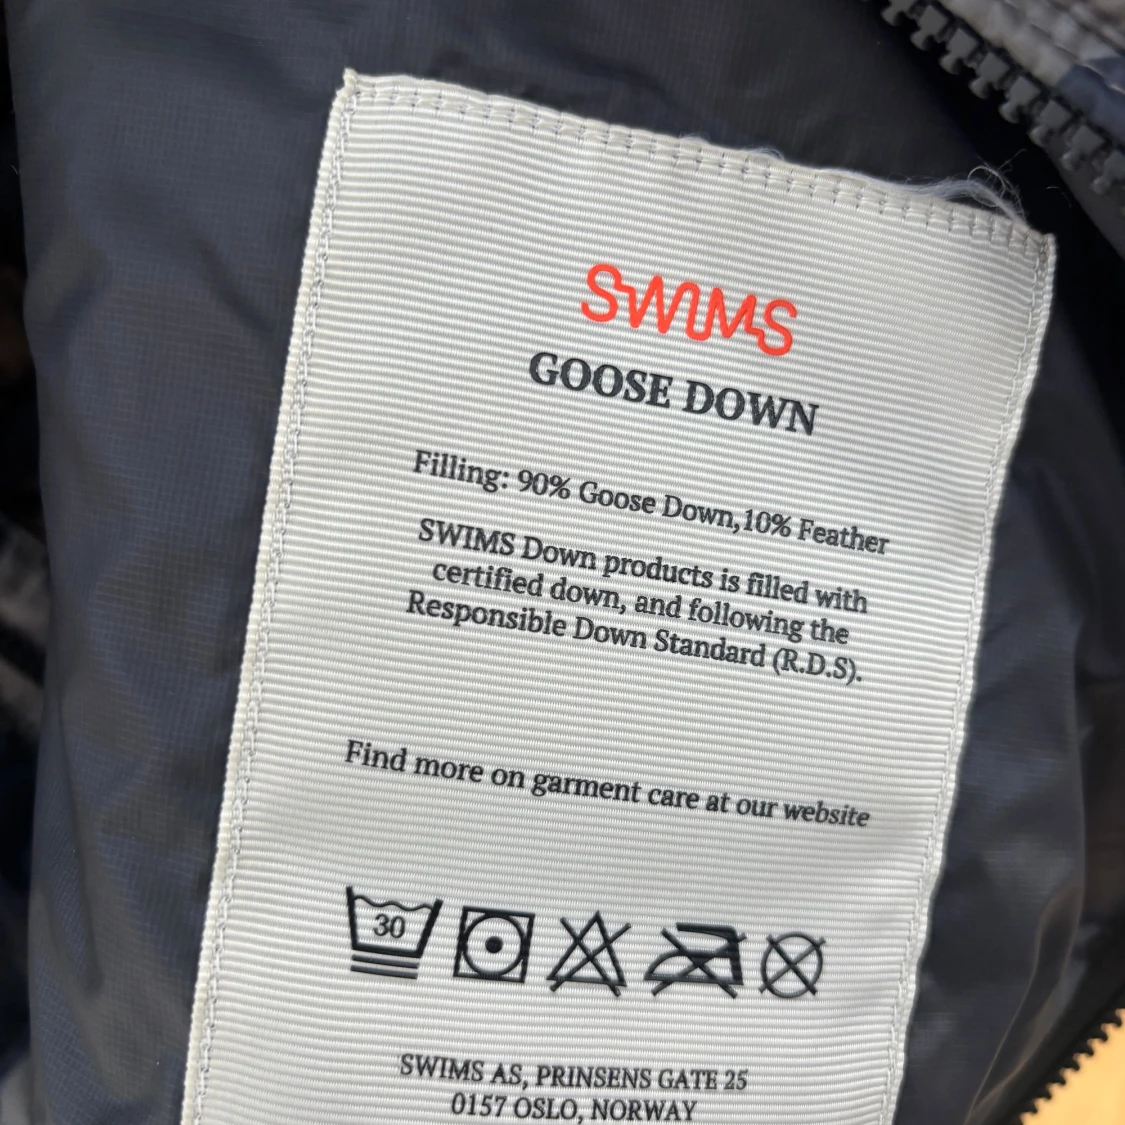 SWIMS
GOOSE DOWN
Filling: 90% Goose Down,10% Feather
SWIMS Down products is filled with
certified down, and following the
Responsible Down Standard (R.D.S).
Find more on garment care at our website
30
SWIMS AS, PRINSENS GATE 25
0157 OSLO, NORWAY